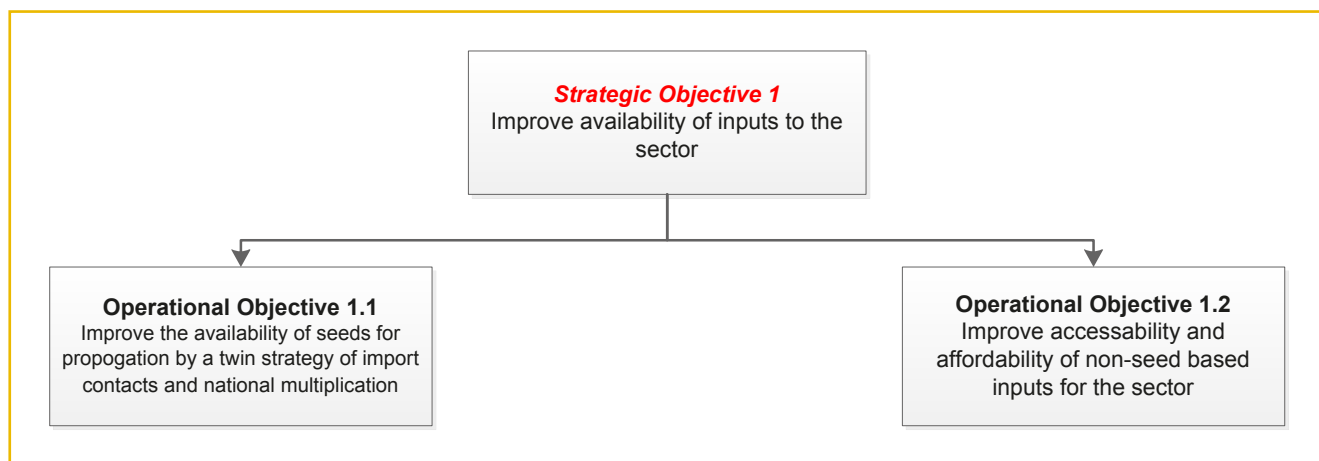 Strategic Objective 1
Improve availability of inputs to the
sector
Operational Objective 1.1
Improve the availability of seeds for
propogation by a twin strategy of import
contacts and national multiplication
Operational Objective 1.2
Improve accessability and
affordability of non-seed based
inputs for the sector